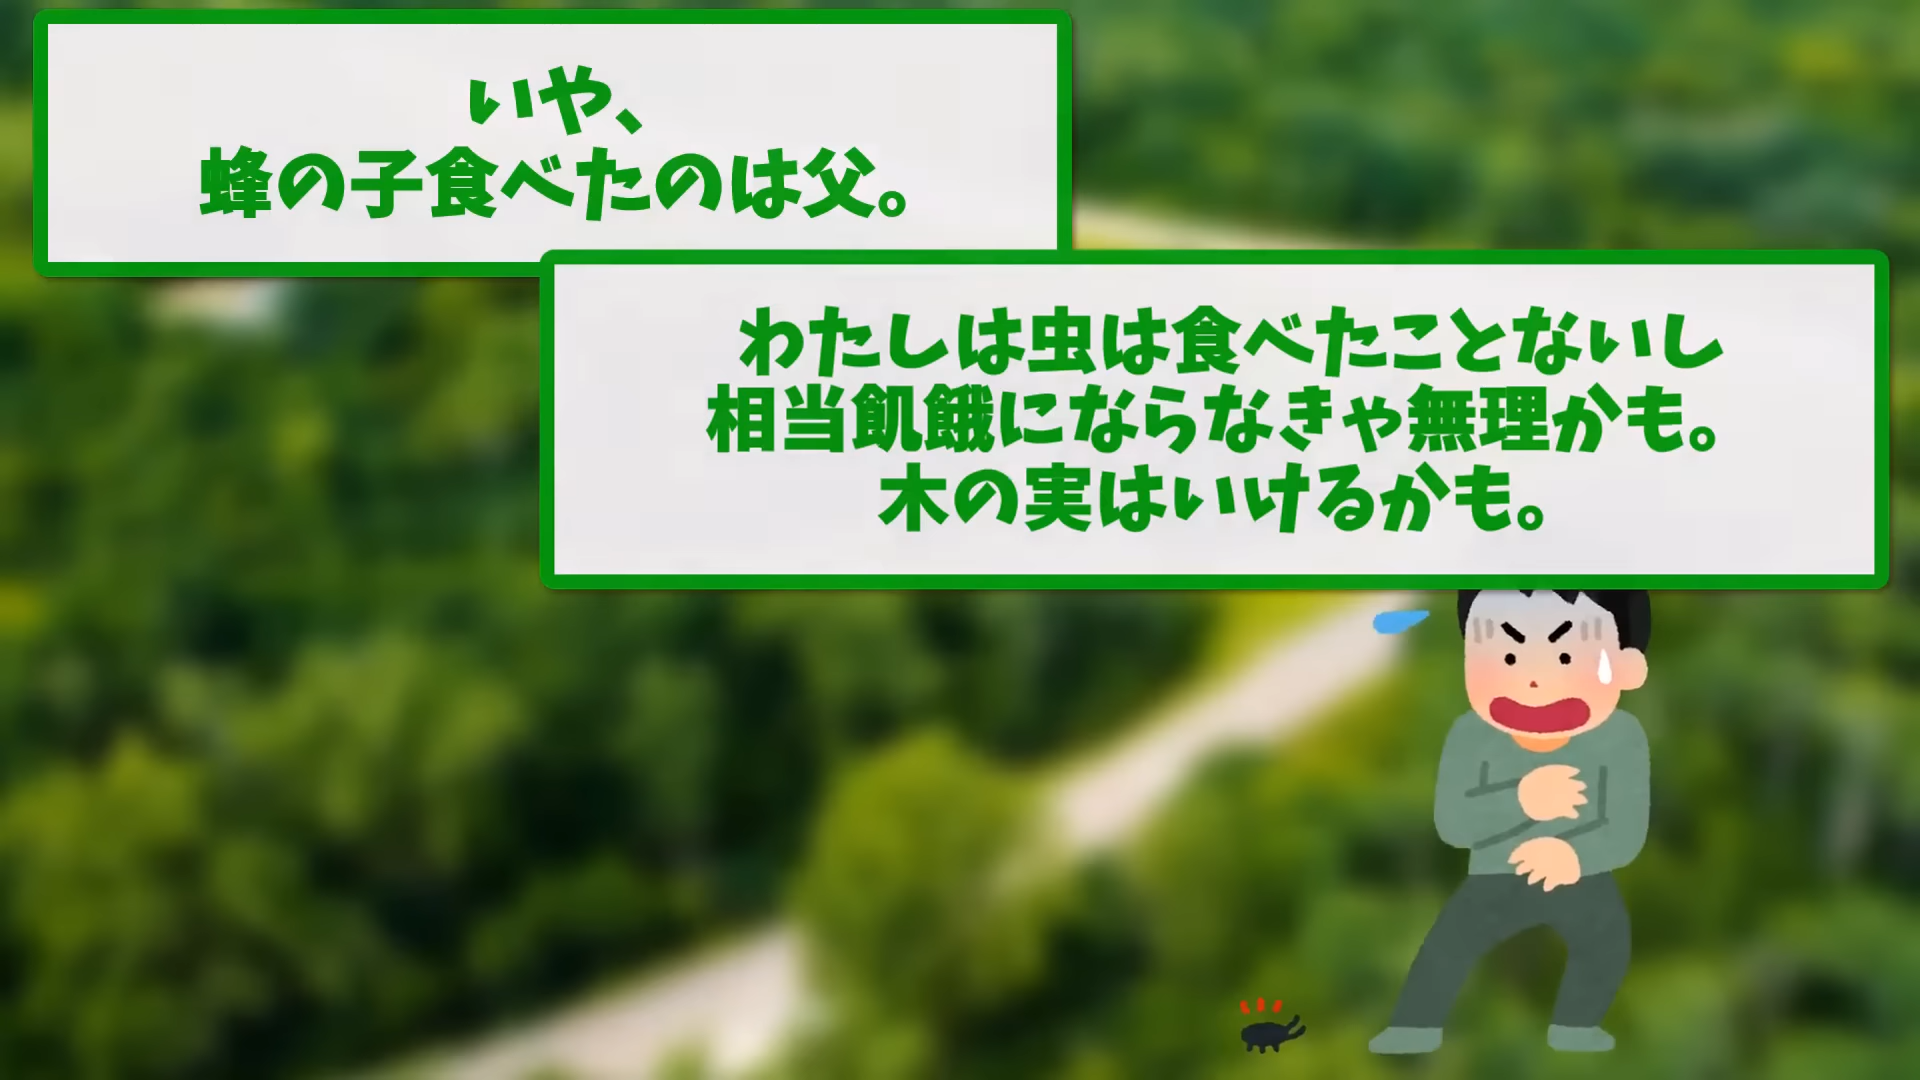 いや、
蜂の子食べたのは父。
わたしは虫は食べたことないし
相当飢餓にならなきゃ無理かも。
木の実はいけるかも。